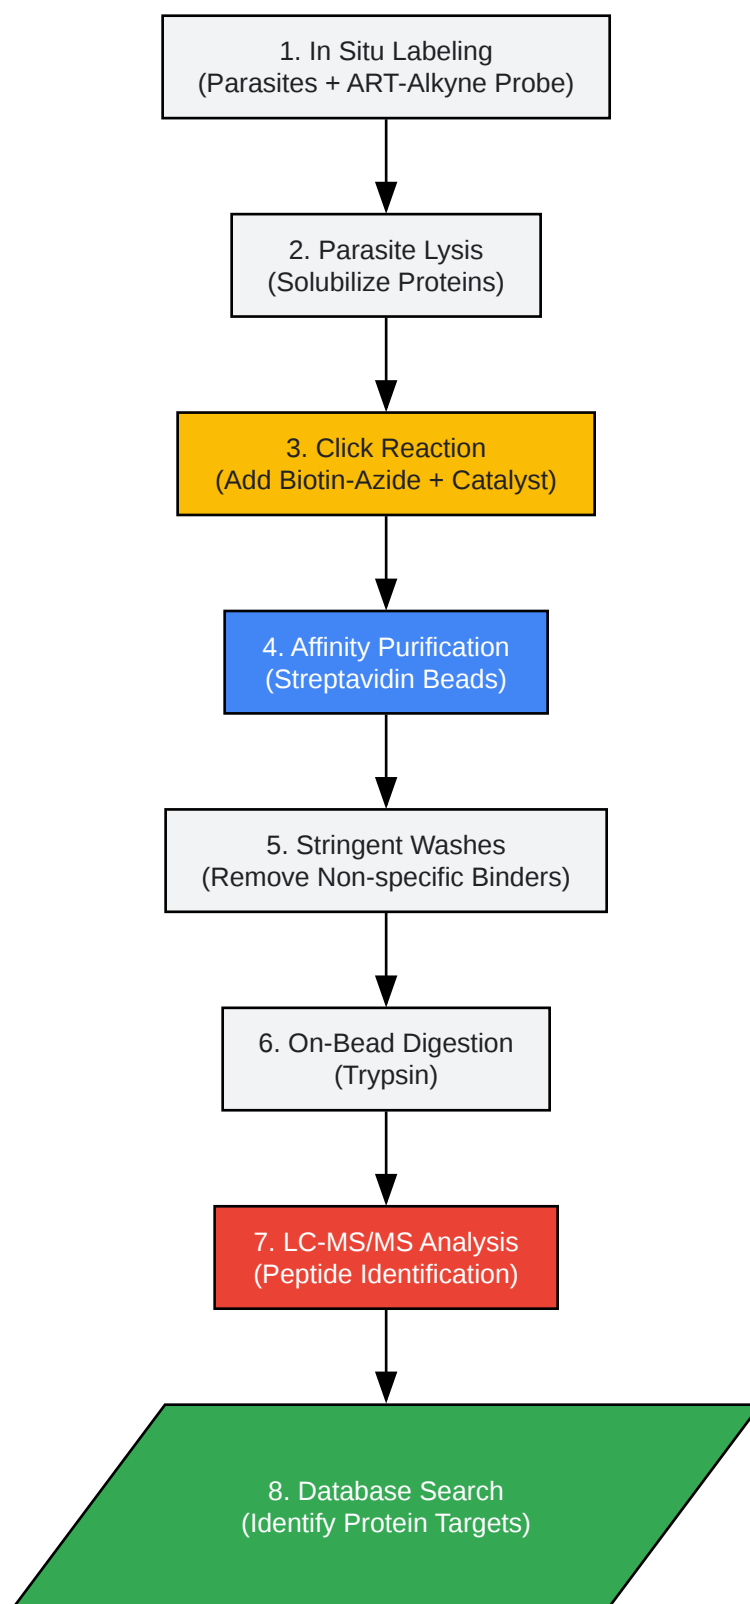 1. In Situ Labeling
(Parasites + ART-Alkyne Probe)
2. Parasite Lysis
(Solubilize Proteins)
3. Click Reaction
(Add Biotin-Azide + Catalyst)
4. Affinity Purification
(Streptavidin Beads)
5. Stringent Washes
(Remove Non-specific Binders)
6. On-Bead Digestion
(Trypsin)
7. LC-MS/MS Analysis
(Peptide Identification)
8. Database Search
(Identify Protein Targets)